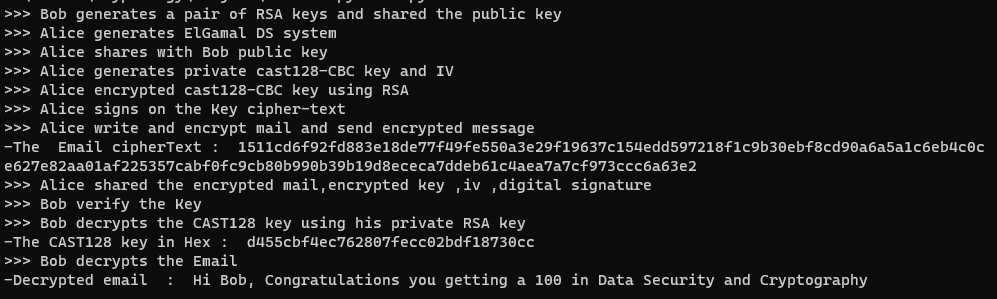 >>> Bob generates a pair of RSA keys and shared the public key
>>> Alice generates ElGamal DS system
>>> Alice shares with Bob public key
>>> Alice generates private cast128-CBC key and IV
>>> Alice encrypted cast128-CBC key using RSA
>>> Alice signs on the Key cipher-text
>>> Alice write and encrypt mail and send encrypted message
-The  Email cipherText :  1511cd6f92fd883e18de77f49fe550a3e29f19637c154edd597218f1c9b30ebf8cd90a6a5a1c6eb4c0c
e627e82aa01af225357cabf0fc9cb80b990b39b19d8ececa7ddeb61c4aea7a7cf973ccc6a63e2
>>> Alice shared the encrypted mail,encrypted key ,iv ,digital signature
>>> Bob verify the Key
>>> Bob decrypts the CAST128 key using his private RSA key
-The CAST128 key in Hex :  d455cbf4ec762807fecc02bdf18730cc
>>> Bob decrypts the Email
-Decrypted email  :  Hi Bob, Congratulations you getting a 100 in Data Security and Cryptography